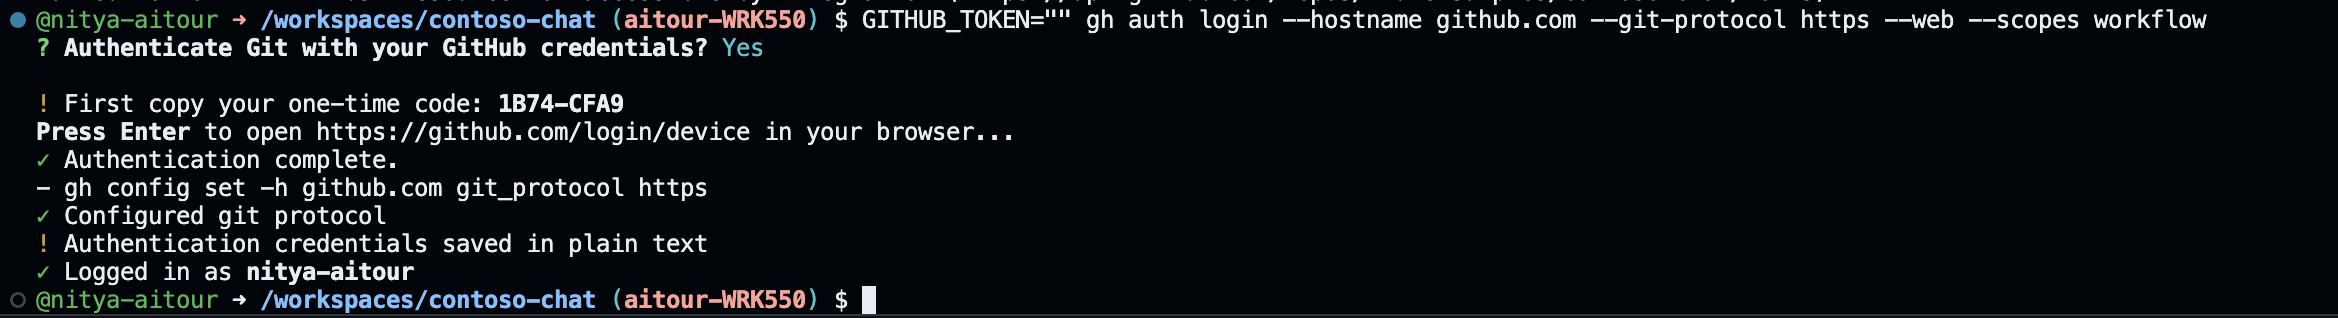 @nitya-aitour ➜ /workspaces/contoso-chat (aitour-WRK550) $ GITHUB_TOKEN="" gh auth login --hostname github.com --git-protocol https --web --scopes workflow
? Authenticate Git with your GitHub credentials? Yes
! First copy your one-time code: 1B74-CFA9
Press Enter to open https://github.com/login/device in your browser...
✓ Authentication complete.
- gh config set -h github.com git_protocol https
✓ Configured git protocol
! Authentication credentials saved in plain text
✓ Logged in as nitya-aitour
@nitya-aitour ➜ /workspaces/contoso-chat (aitour-WRK550) $